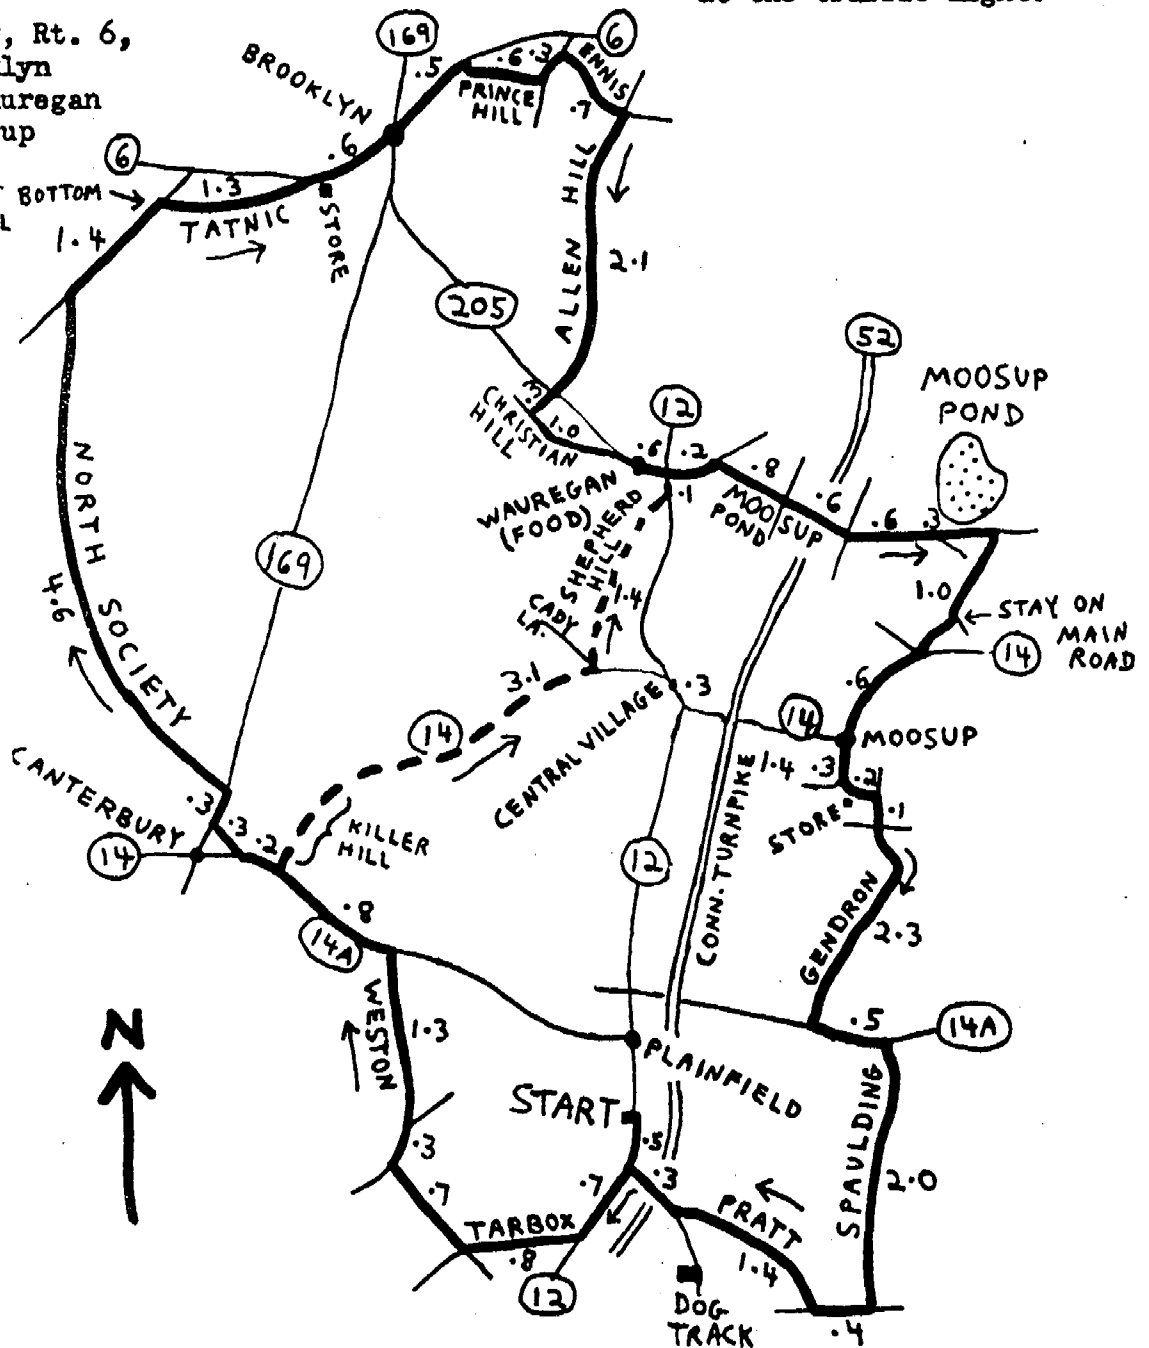 , Rt. 6,
169
6
BROOKLYN
.5
.6 .3
ENNIS
PRINCE
HILL
.7
6
.6
BOTTOM
1.3
TATNIC
STORE
1.4
ALLEN HILL
2.1
205
52
MOOSUP
POND
.3
CHRISTIAN
HILL
1.0
12
.6 .2
.8
WAUREGAN
(FOOD)
.1
MOOSUP
POND
.6
.6 .3
NORTH SOCIETY
4.6
169
SHEPHERD
HILL
1.4
CADY
LA.
1.0
STAY ON
MAIN
ROAD
14
.6
3.1
14
CENTRAL VILLAGE
.3
14
MOOSUP
1.4
.3
.2
STORE
.1
CANTERBURY
.3
.3
.2
14
KILLER
HILL
12
CONN. TURNPIKE
GENDRON
2.3
.8
14A
WESTON
1.3
.5
14A
N
PLAINFIELD
START
.5
.3
.3
.7
.7
TARBOX
.8
12
PRATT
1.4
SPAULDING
2.0
DOG
TRACK
.4